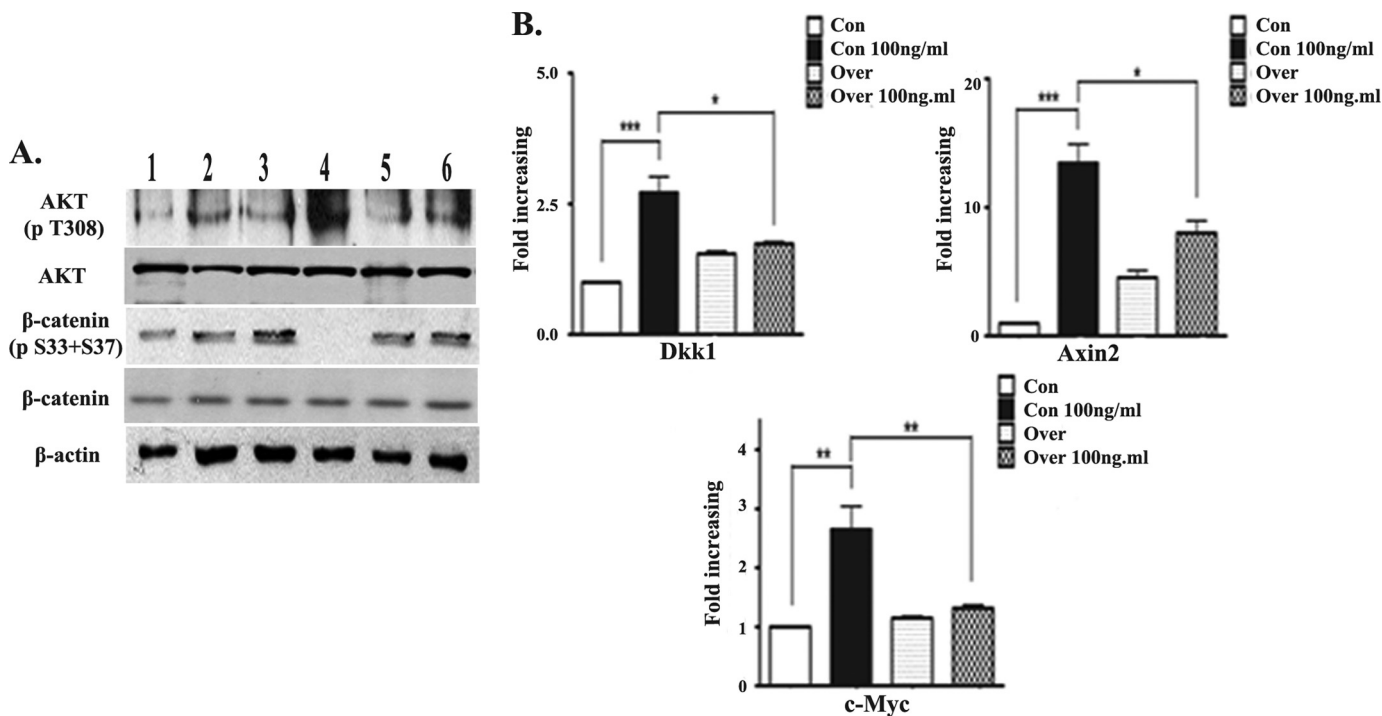 A.
1 2 3 4 5 6
AKT
(p T308)
AKT
β-catenin
(p S33+S37)
β-catenin
β-actin
B.
Con
Con 100ng/ml
Over
Over 100ng.ml
Fold increasing
5.0
2.5
0.0
***
*
Dkk1
Con
Con 100ng/ml
Over
Over 100ng.ml
Fold increasing
20
10
0
***
*
Axin2
Con
Con 100ng/ml
Over
Over 100ng.ml
Fold increasing
4
3
2
1
0
**
**
c-Myc